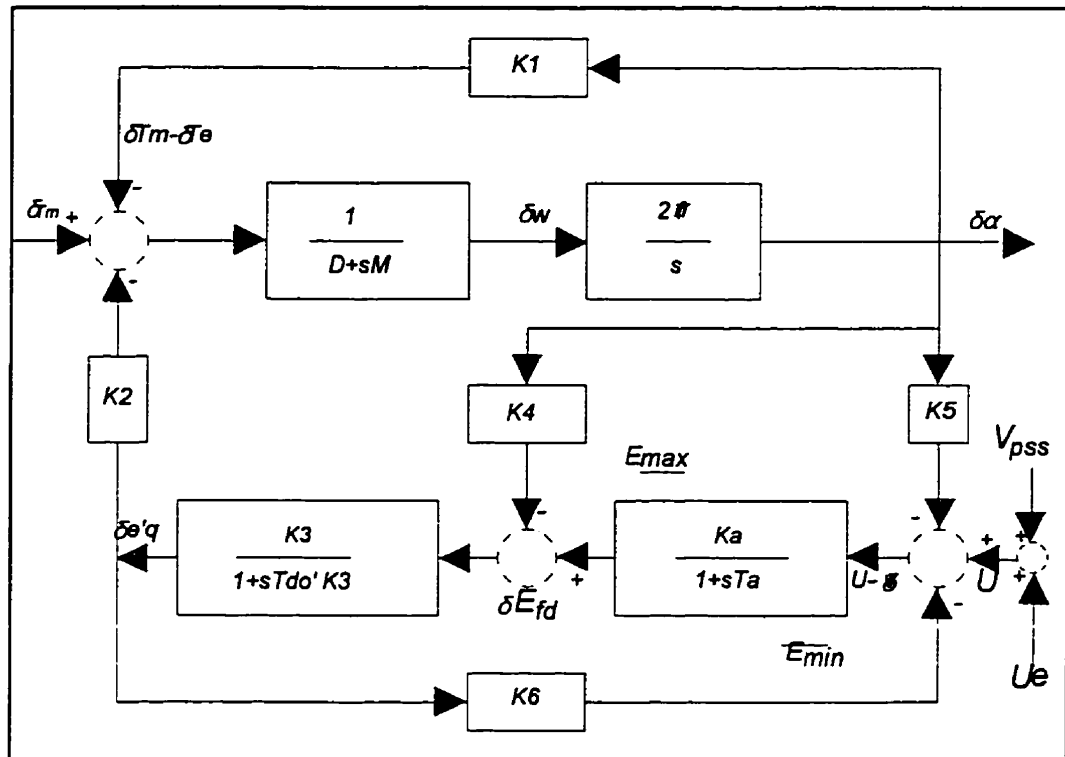 K1
δTm-δTe
δTm +
-
1
D+sM
δw
2πf
s
δα
-
K2
K4
K5
Vpss
Emax
δe'q
K3
1+sTdo' K3
-
+
δEfd
Ka
1+sTa
-
U-
+
U
+
+
-
Emin
K6
Ue